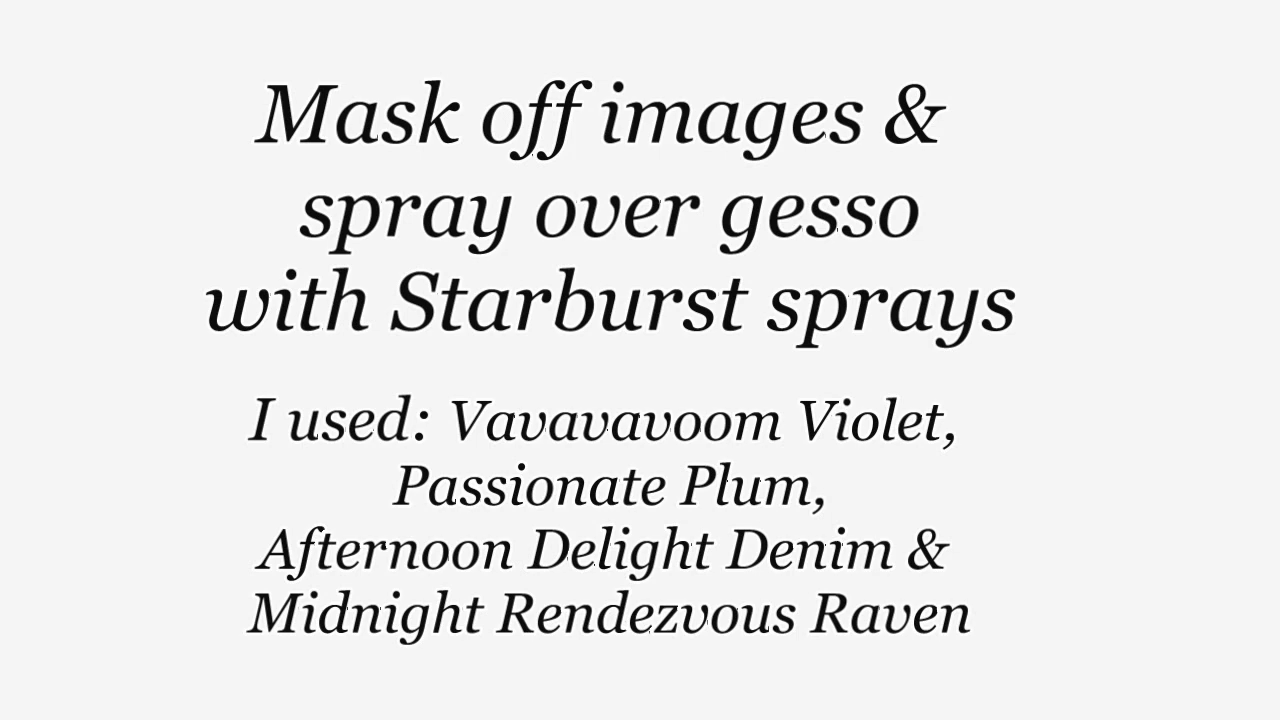 Mask off images &
spray over gesso
with Starburst sprays
I used: Vavavavoom Violet,
Passionate Plum,
Afternoon Delight Denim &
Midnight Rendezvous Raven